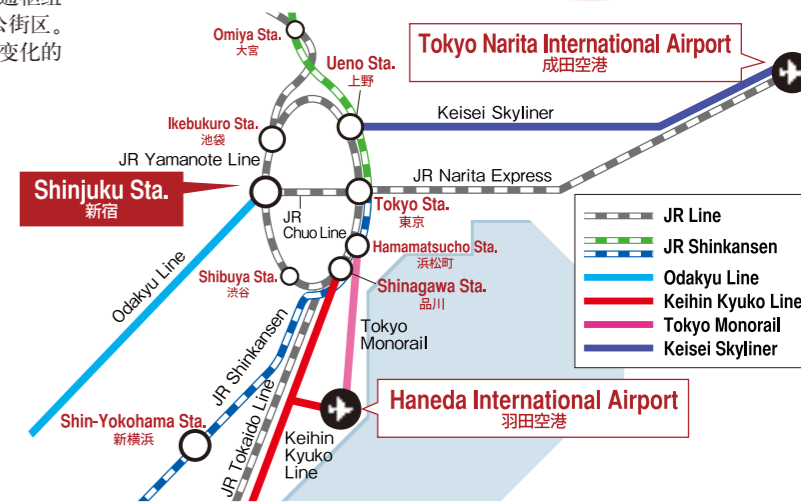 公街区。
变化的
Omiya Sta.
大宮
Ueno Sta.
上野
Tokyo Narita International Airport
成田空港
Keisei Skyliner
Ikebukuro Sta.
池袋
JR Yamanote Line
JR Narita Express
Shinjuku Sta.
新宿
JR
Chuo Line
Tokyo Sta.
東京
Hamamatsucho Sta.
浜松町
Shibuya Sta.
渋谷
Shinagawa Sta.
品川
Odakyu Line
JR Shinkansen
Tokyo
Monorail
JR Line
JR Shinkansen
Odakyu Line
Keihin Kyuko Line
Tokyo Monorail
Keisei Skyliner
Haneda International Airport
羽田空港
Shin-Yokohama Sta.
新横浜
JR Tokaido Line
Keihin
Kyuko
Line